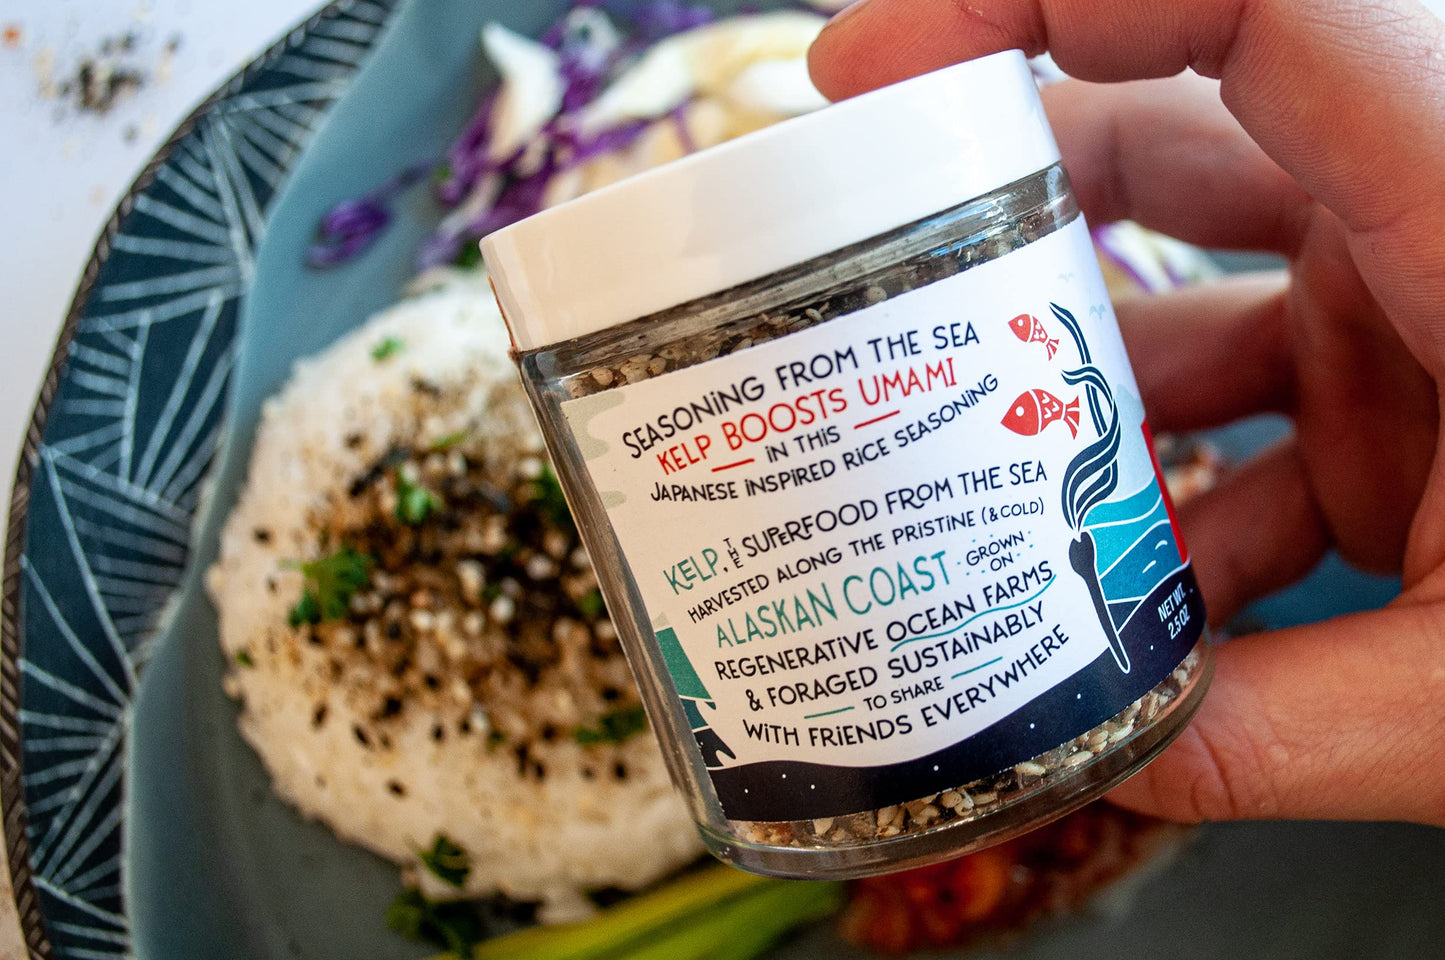 SEASONING FROM THE SEA
KELP BOOSTS UMAMI
IN THIS
JAPANESE INSPIRED RICE SEASONING
KELP, THE SUPERFOOD FROM THE SEA
HARVESTED ALONG THE PRISTINE (& COLD)
ALASKAN COAST GROWN ON
REGENERATIVE OCEAN FARMS
& FORAGED SUSTAINABLY
TO SHARE
WITH FRIENDS EVERYWHERE
NET WT.
2.5 OZ